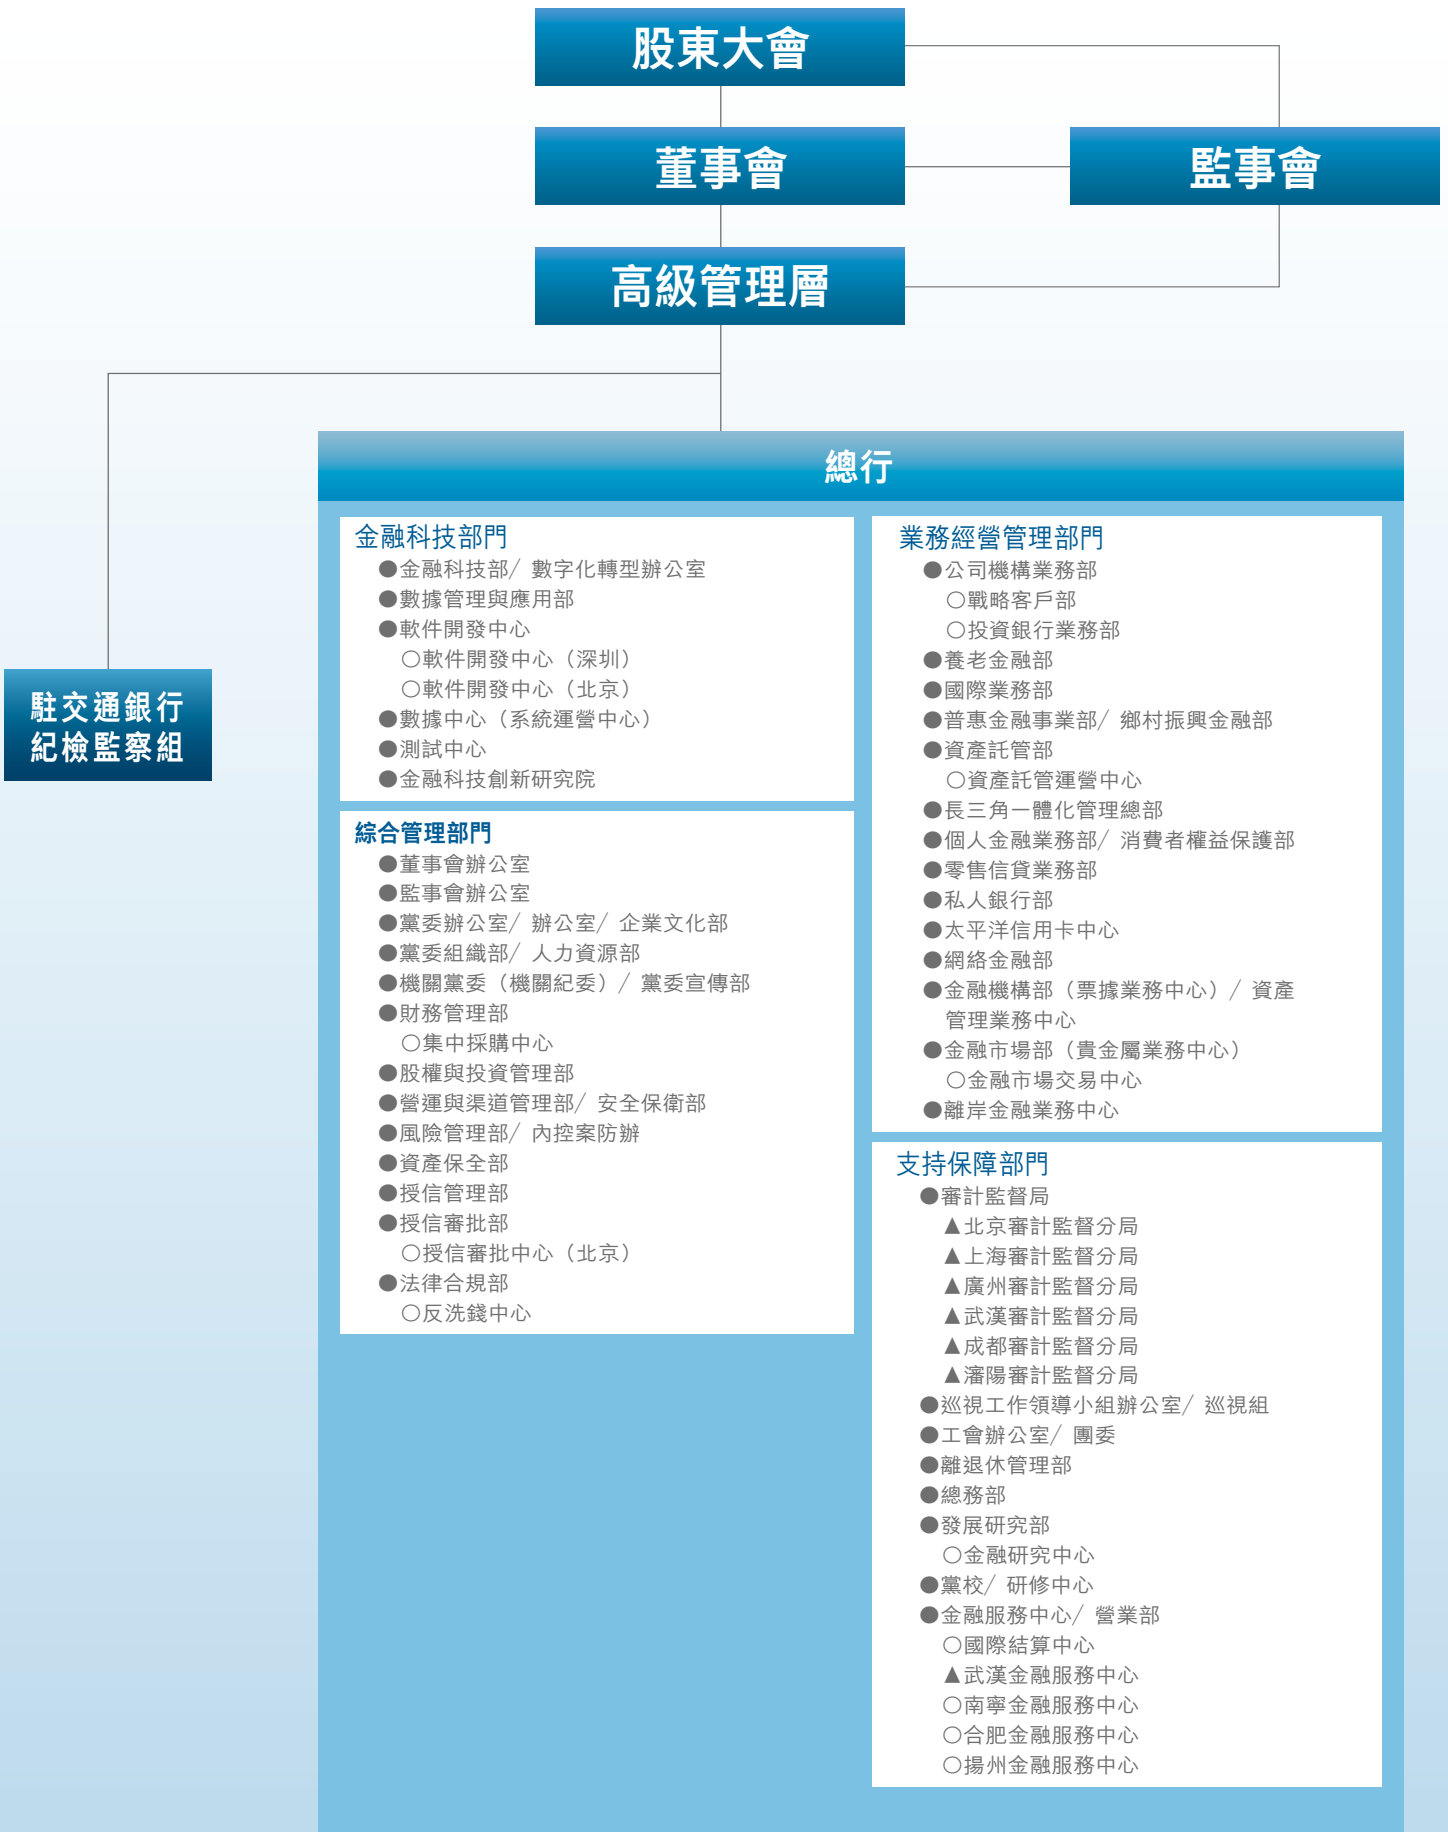 股東大會
董事會
監事會
高級管理層
駐交通銀行
紀檢監察組
總行
金融科技部門
●金融科技部/ 數字化轉型辦公室
●數據管理與應用部
●軟件開發中心
○軟件開發中心（深圳）
○軟件開發中心（北京）
●數據中心（系統運營中心）
●測試中心
●金融科技創新研究院
綜合管理部門
●董事會辦公室
●監事會辦公室
●黨委辦公室/ 辦公室/ 企業文化部
●黨委組織部/ 人力資源部
●機關黨委（機關紀委）/ 黨委宣傳部
●財務管理部
○集中採購中心
●股權與投資管理部
●營運與渠道管理部/ 安全保衛部
●風險管理部/ 內控案防辦
●資產保全部
●授信管理部
●授信審批部
○授信審批中心（北京）
●法律合規部
○反洗錢中心
業務經營管理部門
●公司機構業務部
○戰略客戶部
○投資銀行業務部
●養老金融部
●國際業務部
●普惠金融事業部/ 鄉村振興金融部
●資產託管部
○資產託管運營中心
●長三角一體化管理總部
●個人金融業務部/ 消費者權益保護部
●零售信貸業務部
●私人銀行部
●太平洋信用卡中心
●網絡金融部
●金融機構部（票據業務中心）/ 資產
管理業務中心
●金融市場部（貴金屬業務中心）
○金融市場交易中心
●離岸金融業務中心
支持保障部門
●審計監督局
▲北京審計監督分局
▲上海審計監督分局
▲廣州審計監督分局
▲武漢審計監督分局
▲成都審計監督分局
▲瀋陽審計監督分局
●巡視工作領導小組辦公室/ 巡視組
●工會辦公室/ 團委
●離退休管理部
●總務部
●發展研究部
○金融研究中心
●黨校/ 研修中心
●金融服務中心/ 營業部
○國際結算中心
▲武漢金融服務中心
○南寧金融服務中心
○合肥金融服務中心
○揚州金融服務中心